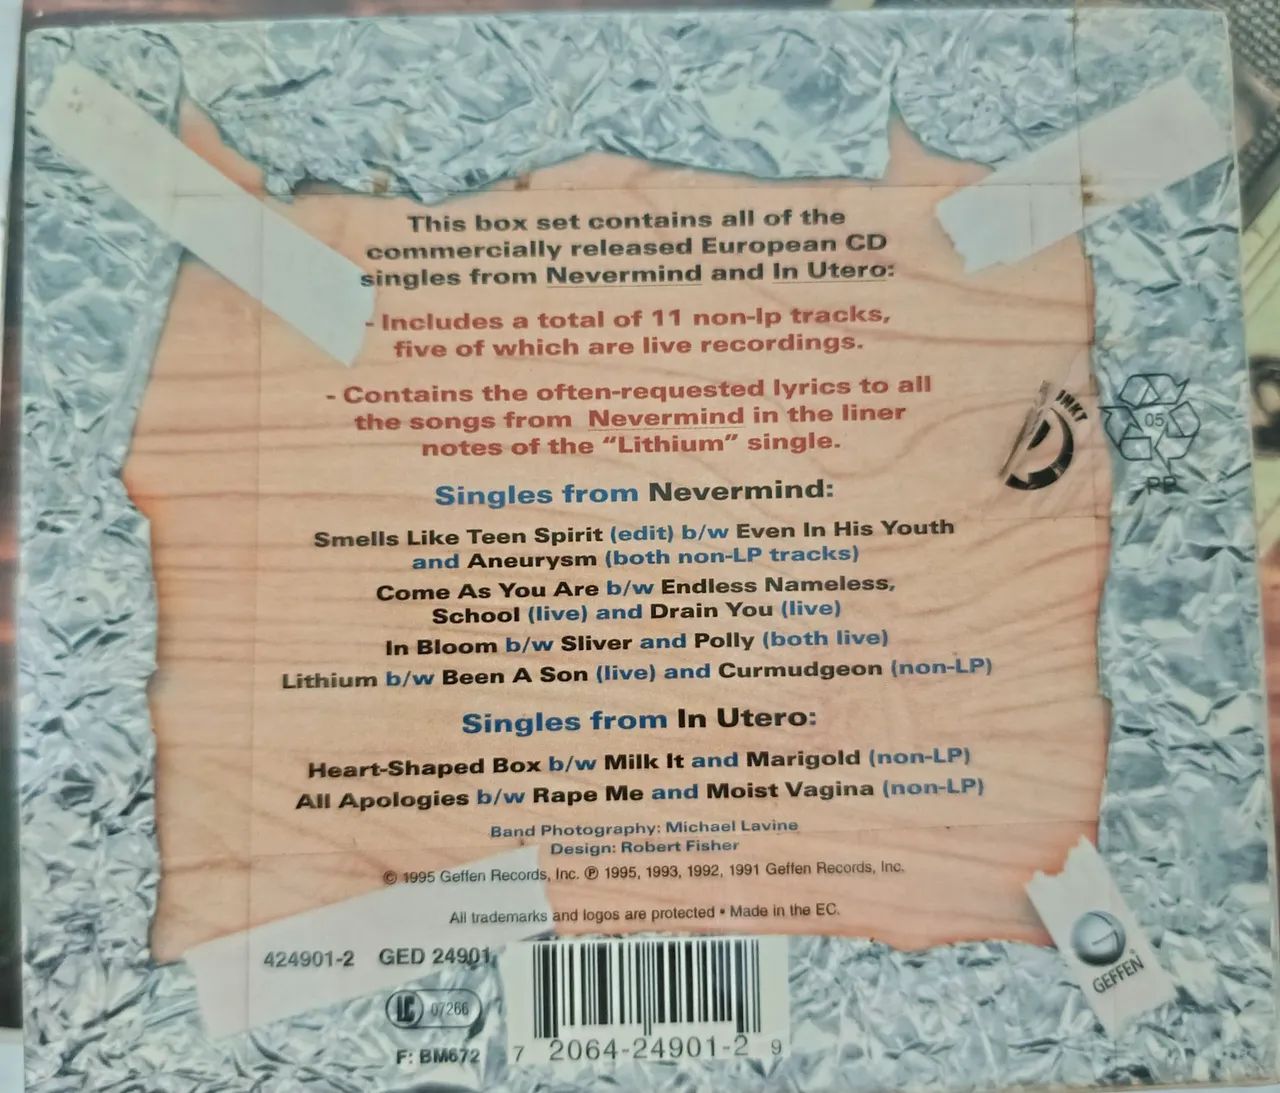 This box set contains all of the
commercially released European CD
singles from Nevermind and In Utero:
- Includes a total of 11 non-lp tracks,
five of which are live recordings.
- Contains the often-requested lyrics to all
the songs from Nevermind in the liner
notes of the “Lithium” single.
Singles from Nevermind:
Smells Like Teen Spirit (edit) b/w Even In His Youth
and Aneurysm (both non-LP tracks)
Come As You Are b/w Endless Nameless,
School (live) and Drain You (live)
In Bloom b/w Sliver and Polly (both live)
Lithium b/w Been A Son (live) and Curmudgeon (non-LP)
Singles from In Utero:
Heart-Shaped Box b/w Milk It and Marigold (non-LP)
All Apologies b/w Rape Me and Moist Vagina (non-LP)
Band Photography: Michael Lavine
Design: Robert Fisher
© 1995 Geffen Records, Inc. ℗ 1995, 1993, 1992, 1991 Geffen Records, Inc.
All trademarks and logos are protected • Made in the EC.
424901-2 GED 24901
LC 07266
F: BM672
7 2064-24901-2 9
GEFFEN
05
PP